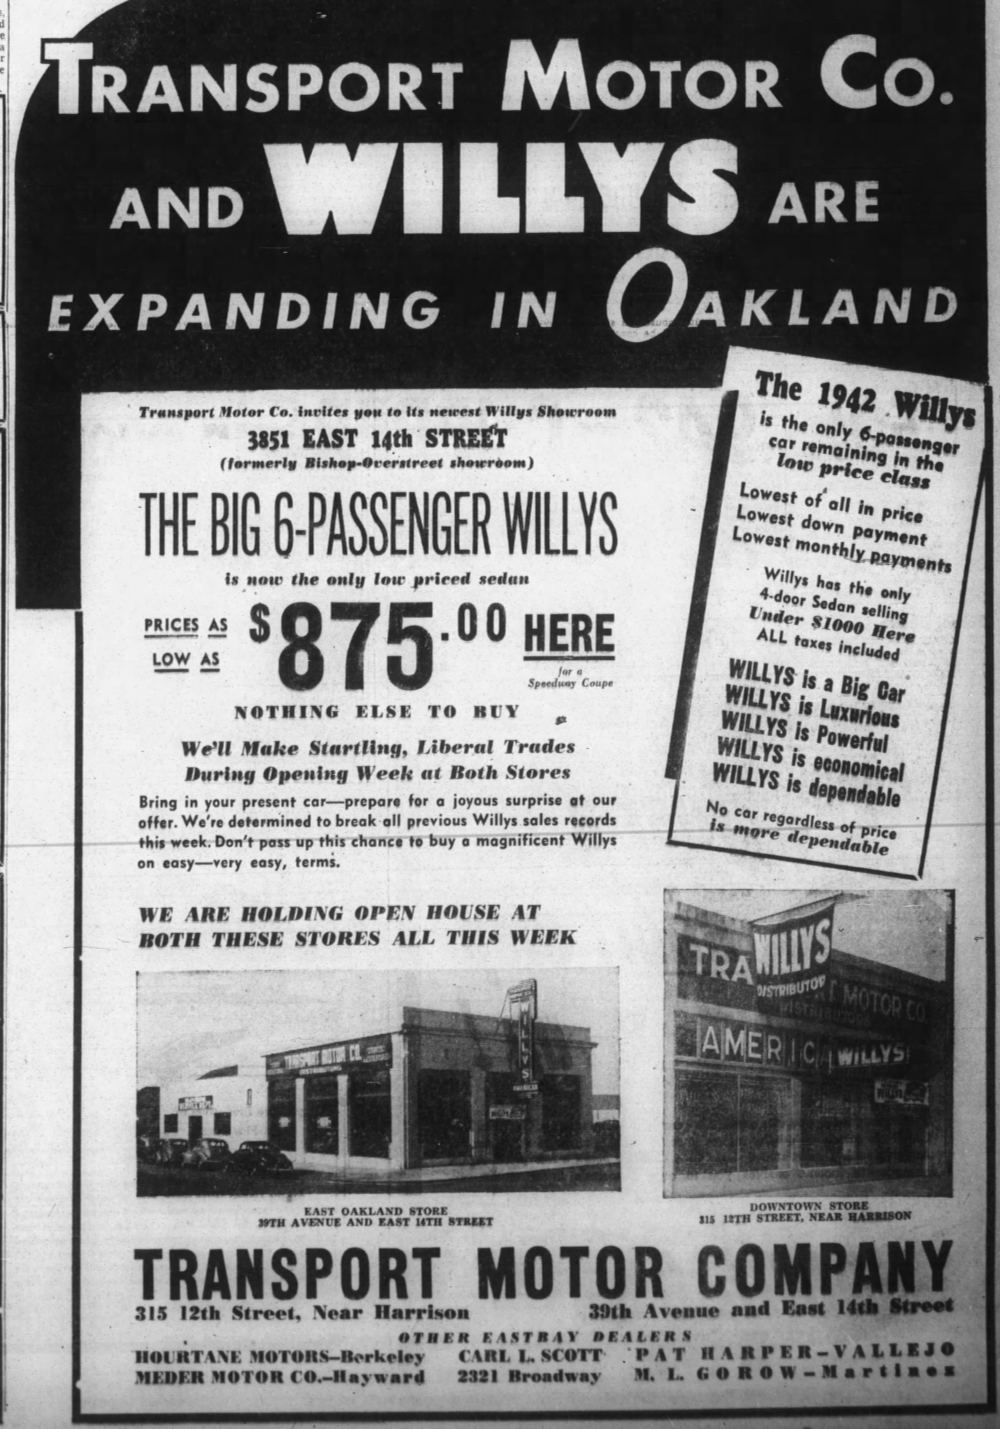 TRANSPORT MOTOR CO.
AND WILLYS ARE
EXPANDING IN OAKLAND
Transport Motor Co. invites you to its newest Willys Showroom
3851 EAST 14th STREET
(formerly Bishop-Overstreet showroom)
THE BIG 6-PASSENGER WILLYS
is now the only low priced sedan
PRICES AS
LOW AS
$875.00 HERE
for a
Speedway Coupe
NOTHING ELSE TO BUY
We'll Make Startling, Liberal Trades
During Opening Week at Both Stores
Bring in your present car—prepare for a joyous surprise at our
offer. We're determined to break all previous Willys sales records
this week. Don't pass up this chance to buy a magnificent Willys
on easy—very easy, terms.
The 1942 Willys
is the only 6-passenger
car remaining in the
low price class
Lowest of all in price
Lowest down payment
Lowest monthly payments
Willys has the only
4-door Sedan selling
Under $1000 Here
ALL taxes included
WILLYS is a Big Car
WILLYS is Luxurious
WILLYS is Powerful
WILLYS is economical
WILLYS is dependable
No car regardless of price
is more dependable
WE ARE HOLDING OPEN HOUSE AT
BOTH THESE STORES ALL THIS WEEK
TRANSPORT MOTOR CO.
DISTRIBUTORS
WILLYS
AMERICAR
TRA
WILLYS
DISTRIBUTOR
T MOTOR CO.
DISTRIBUTORS
AMERICA
WILLYS
EAST OAKLAND STORE
39TH AVENUE AND EAST 14TH STREET
DOWNTOWN STORE
315 12TH STREET, NEAR HARRISON
TRANSPORT MOTOR COMPANY
315 12th Street, Near Harrison
39th Avenue and East 14th Street
OTHER EASTBAY DEALERS
HOURTANE MOTORS—Berkeley CARL L. SCOTT PAT HARPER—VALLEJO
MEDER MOTOR CO.—Hayward 2321 Broadway M. L. GOROW—Martinez